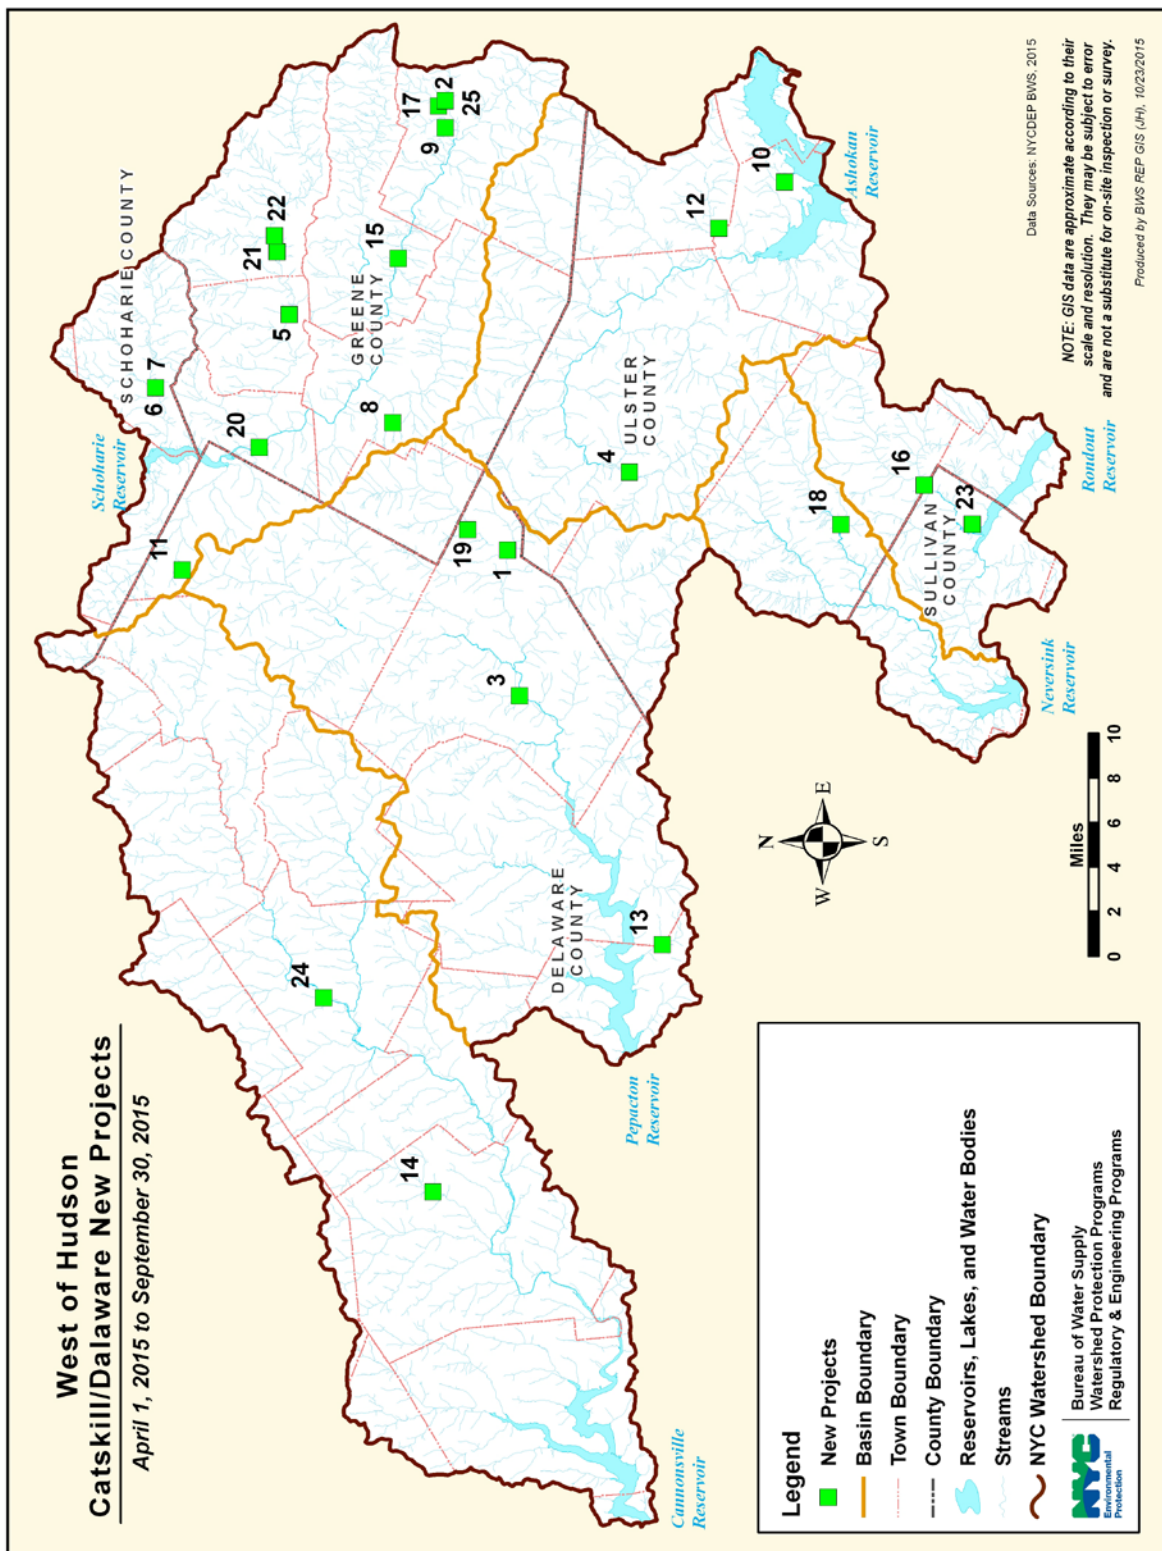 West of Hudson
Catskill/Dalaware New Projects
April 1, 2015 to September 30, 2015
SCHOHARIE COUNTY
Schoharie
Reservoir
6
7
20
11
5
21
22
GREENE
COUNTY
15
8
17
2
9
25
19
1
3
24
14
4
ULSTER
COUNTY
12
10
Ashokan
Reservoir
DELAWARE
COUNTY
13
Pepacton
Reservoir
Cannonsville
Reservoir
18
16
SULLIVAN
COUNTY
23
Rondout
Reservoir
Neversink
Reservoir
N
W
E
S
Miles
0 2 4 6 8 10
Legend
New Projects
Basin Boundary
Town Boundary
County Boundary
Reservoirs, Lakes, and Water Bodies
Streams
NYC Watershed Boundary
NYC
Environmental
Protection
Bureau of Water Supply
Watershed Protection Programs
Regulatory & Engineering Programs
Data Sources: NYCDEP BWS, 2015
NOTE: GIS data are approximate according to their
scale and resolution. They may be subject to error
and are not a substitute for on-site inspection or survey.
Produced by BWS REP GIS (JH), 10/23/2015